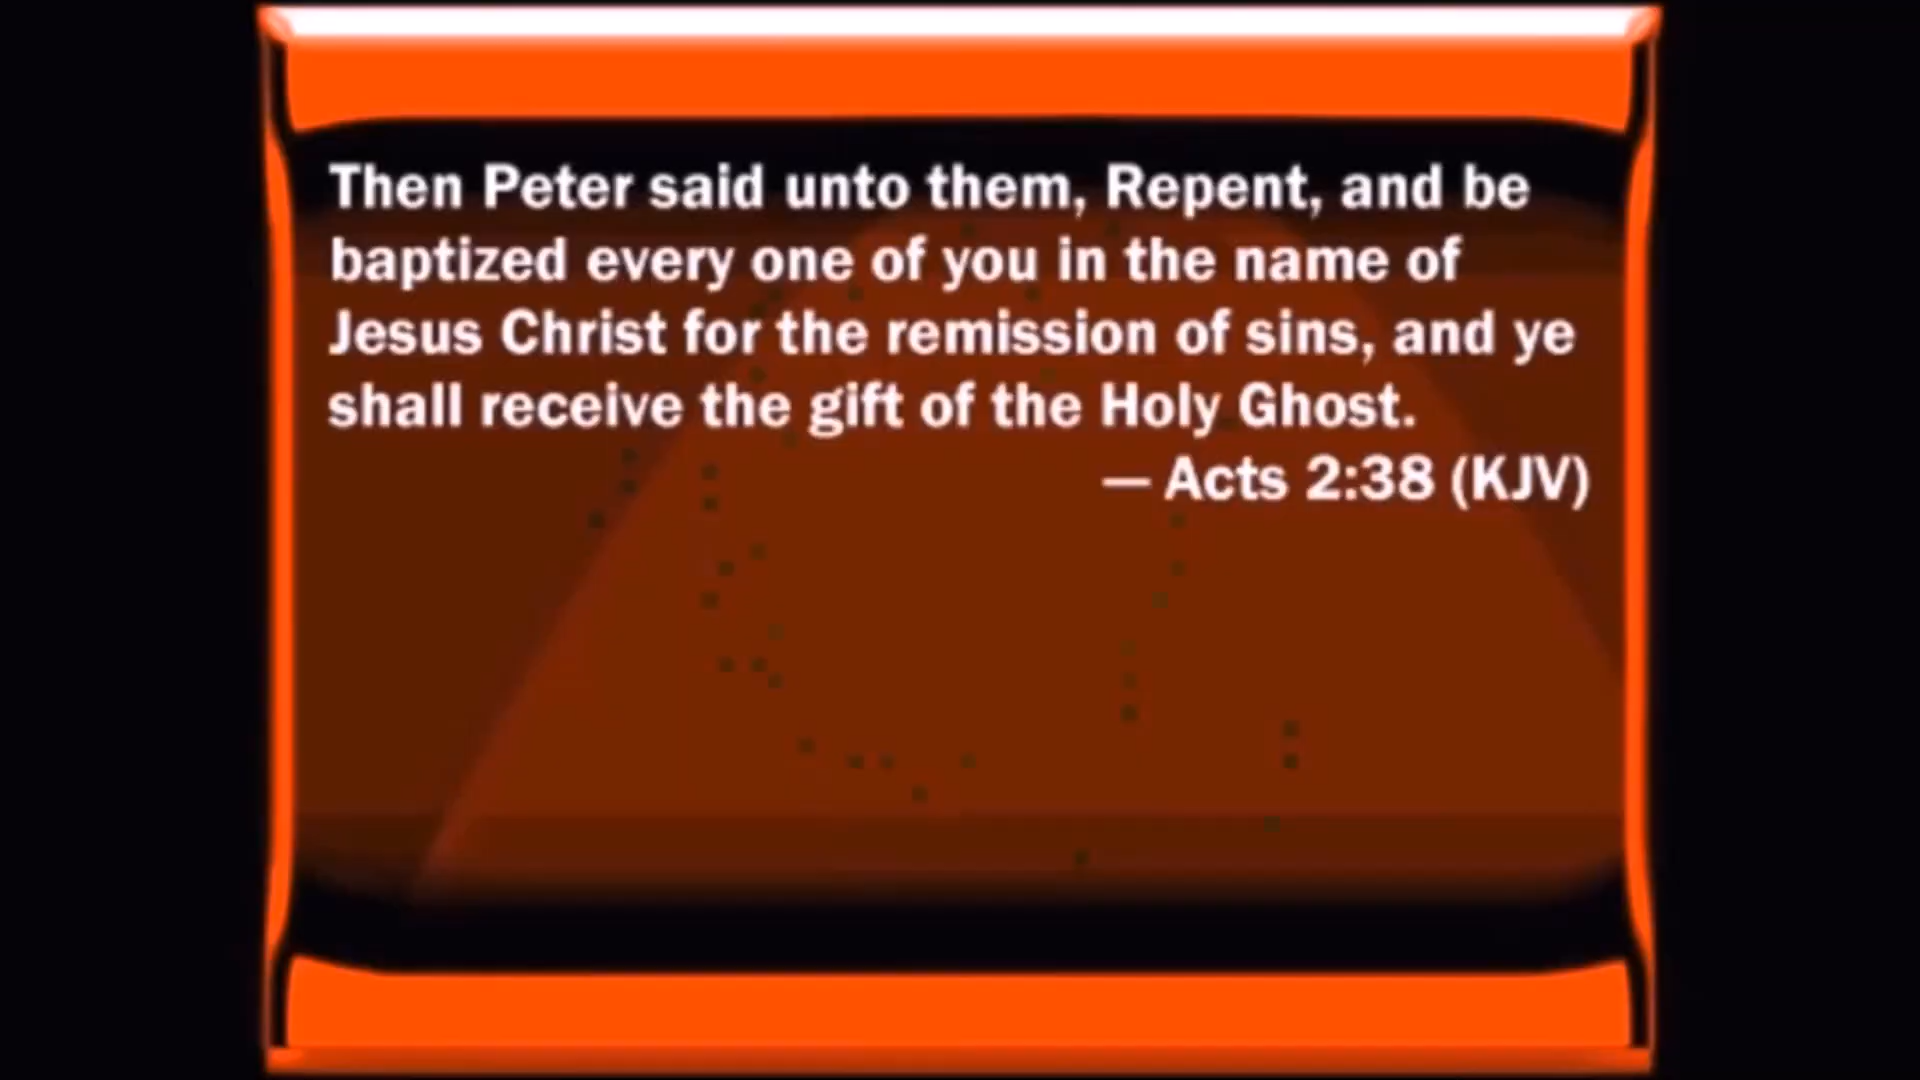 Then Peter said unto them, Repent, and be
baptized every one of you in the name of
Jesus Christ for the remission of sins, and ye
shall receive the gift of the Holy Ghost.
— Acts 2:38 (KJV)